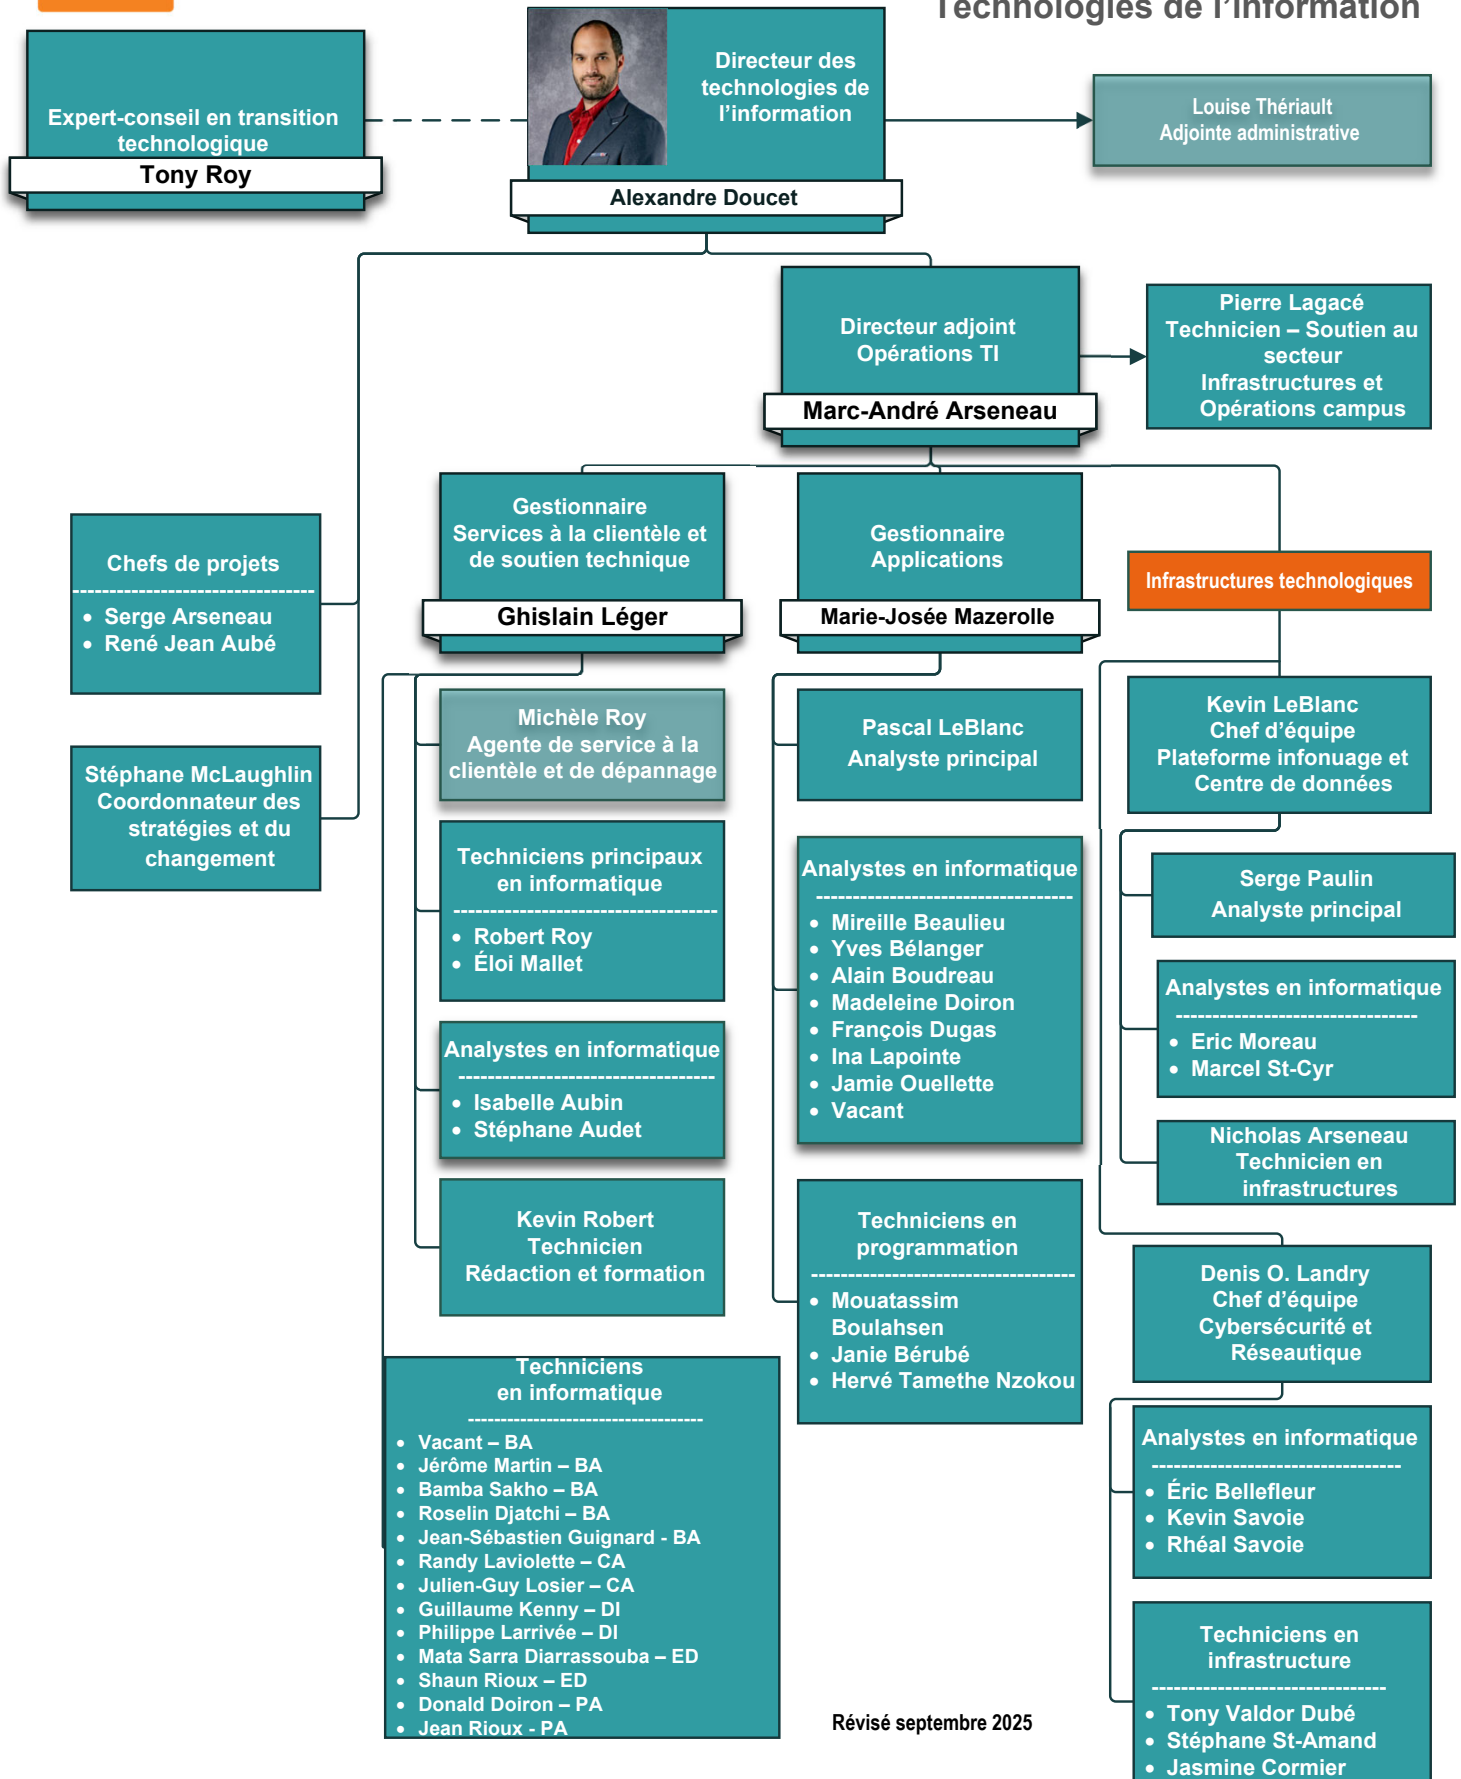 Technologies de l'information
Expert-conseil en transition
technologique
Tony Roy
Directeur des
technologies de
l'information
Alexandre Doucet
Louise Thériault
Adjointe administrative
Directeur adjoint
Opérations TI
Marc-André Arseneau
Pierre Lagacé
Technicien – Soutien au
secteur
Infrastructures et
Opérations campus
Chefs de projets
---------------------------------
• Serge Arseneau
• René Jean Aubé
Stéphane McLaughlin
Coordonnateur des
stratégies et du
changement
Gestionnaire
Services à la clientèle et
de soutien technique
Ghislain Léger
Michèle Roy
Agente de service à la
clientèle et de dépannage
Techniciens principaux
en informatique
------------------------------------
• Robert Roy
• Éloi Mallet
Analystes en informatique
-----------------------------------
• Isabelle Aubin
• Stéphane Audet
Kevin Robert
Technicien
Rédaction et formation
Techniciens
en informatique
------------------------------------
• Vacant – BA
• Jérôme Martin – BA
• Bamba Sakho – BA
• Roselin Djatchi – BA
• Jean-Sébastien Guignard - BA
• Randy Laviolette – CA
• Julien-Guy Losier – CA
• Guillaume Kenny – DI
• Philippe Larrivée – DI
• Mata Sarra Diarrassouba – ED
• Shaun Rioux – ED
• Donald Doiron – PA
• Jean Rioux - PA
Gestionnaire
Applications
Marie-Josée Mazerolle
Pascal LeBlanc
Analyste principal
Analystes en informatique
-----------------------------------
• Mireille Beaulieu
• Yves Bélanger
• Alain Boudreau
• Madeleine Doiron
• François Dugas
• Ina Lapointe
• Jamie Ouellette
• Vacant
Techniciens en
programmation
------------------------------------
• Mouatassim
Boulahsen
• Janie Bérubé
• Hervé Tamethe Nzokou
Infrastructures technologiques
Kevin LeBlanc
Chef d'équipe
Plateforme infonuage et
Centre de données
Serge Paulin
Analyste principal
Analystes en informatique
---------------------------------
• Eric Moreau
• Marcel St-Cyr
Nicholas Arseneau
Technicien en
infrastructures
Denis O. Landry
Chef d'équipe
Cybersécurité et
Réseautique
Analystes en informatique
----------------------------------
• Éric Bellefleur
• Kevin Savoie
• Rhéal Savoie
Techniciens en
infrastructure
--------------------------------
• Tony Valdor Dubé
• Stéphane St-Amand
• Jasmine Cormier
Révisé septembre 2025